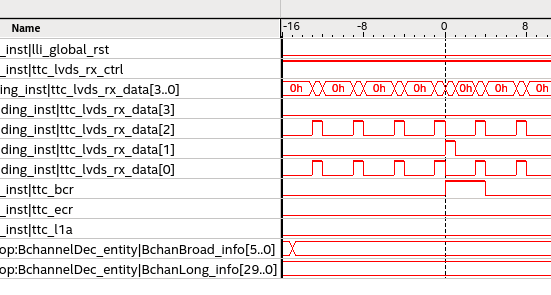 Name -16 -8 0 8
_inst|lli_global_rst
_inst|ttc_lvds_rx_ctrl
ing_inst|ttc_lvds_rx_data[3..0] 0h 0h 0h 0h 0h 0h 0h
ding_inst|ttc_lvds_rx_data[3]
ding_inst|ttc_lvds_rx_data[2]
ding_inst|ttc_lvds_rx_data[1]
ding_inst|ttc_lvds_rx_data[0]
_inst|ttc_bcr
_inst|ttc_ecr
_inst|ttc_l1a
op:BchannelDec_entity|BchanBroad_info[5..0]
op:BchannelDec_entity|BchanLong_info[29..0]